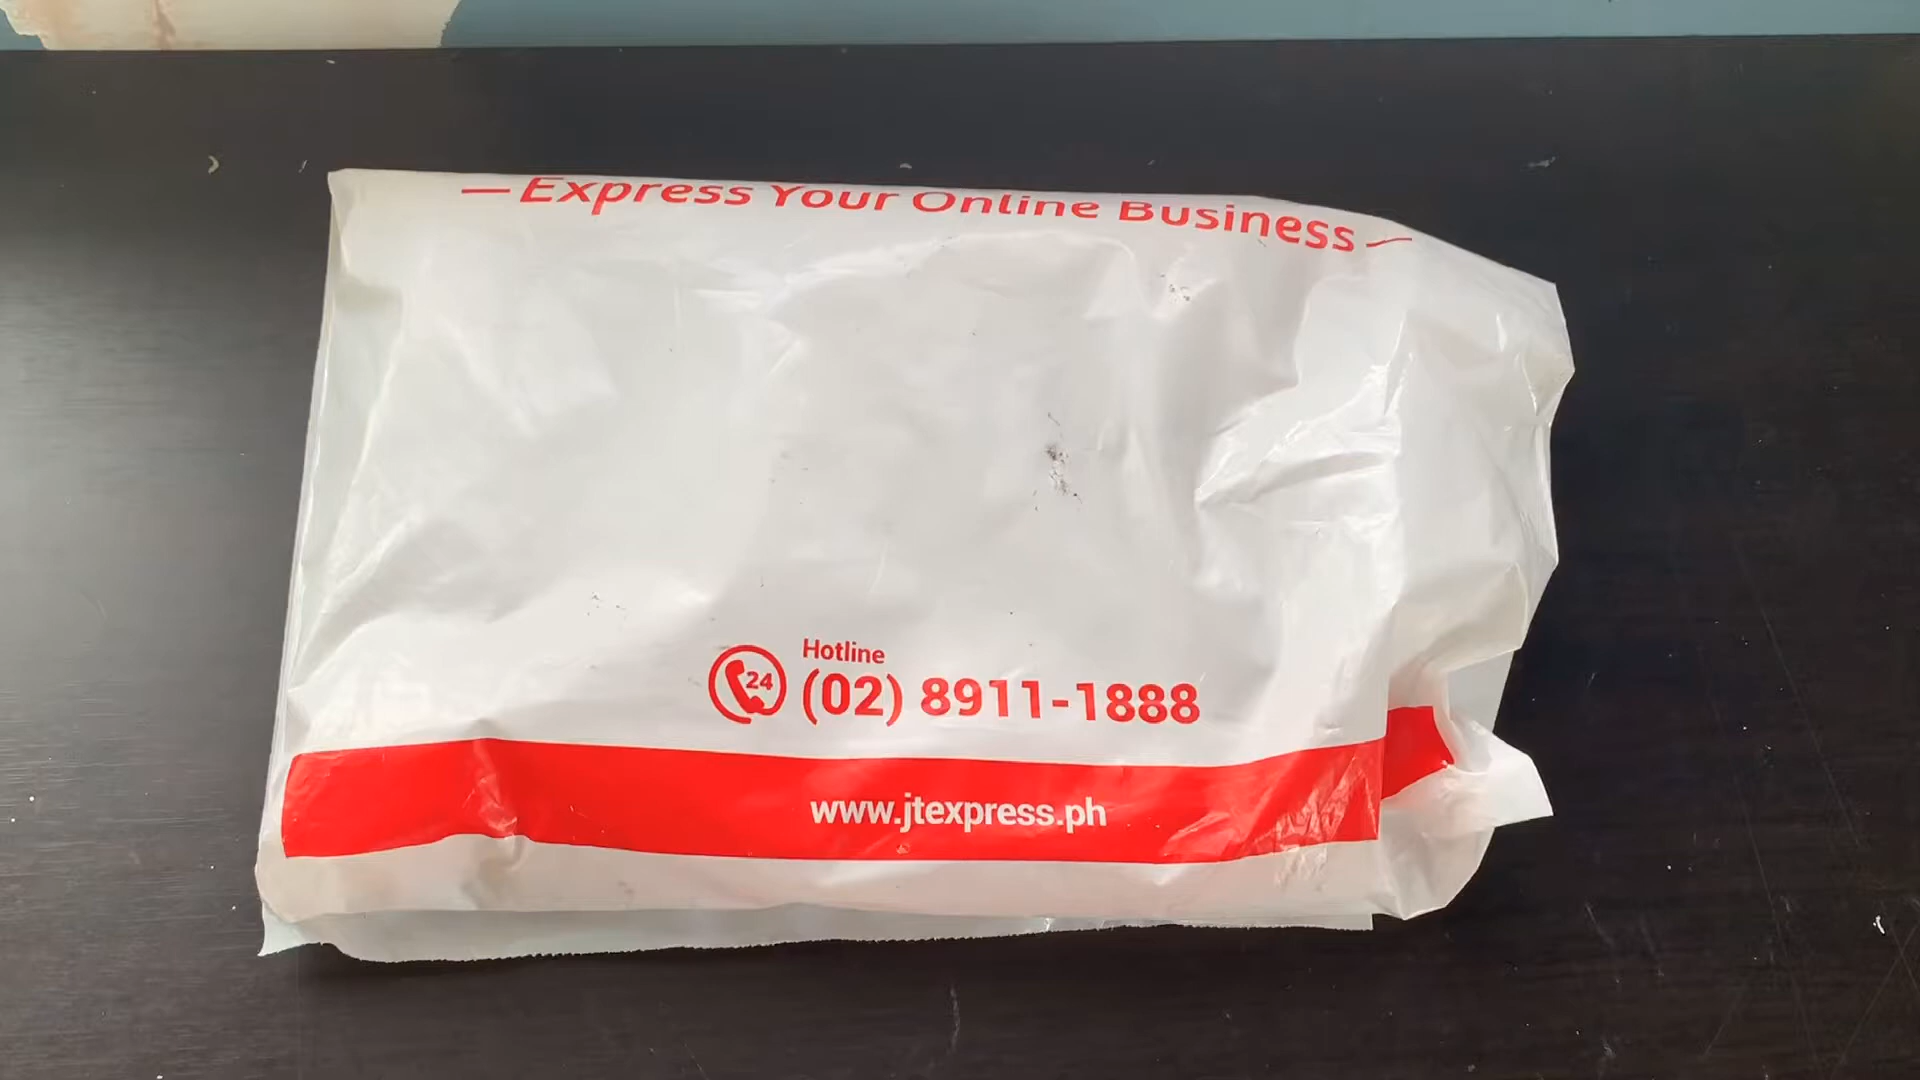 —Express Your Online Business—
Hotline
24
(02) 8911-1888
www.jtexpress.ph